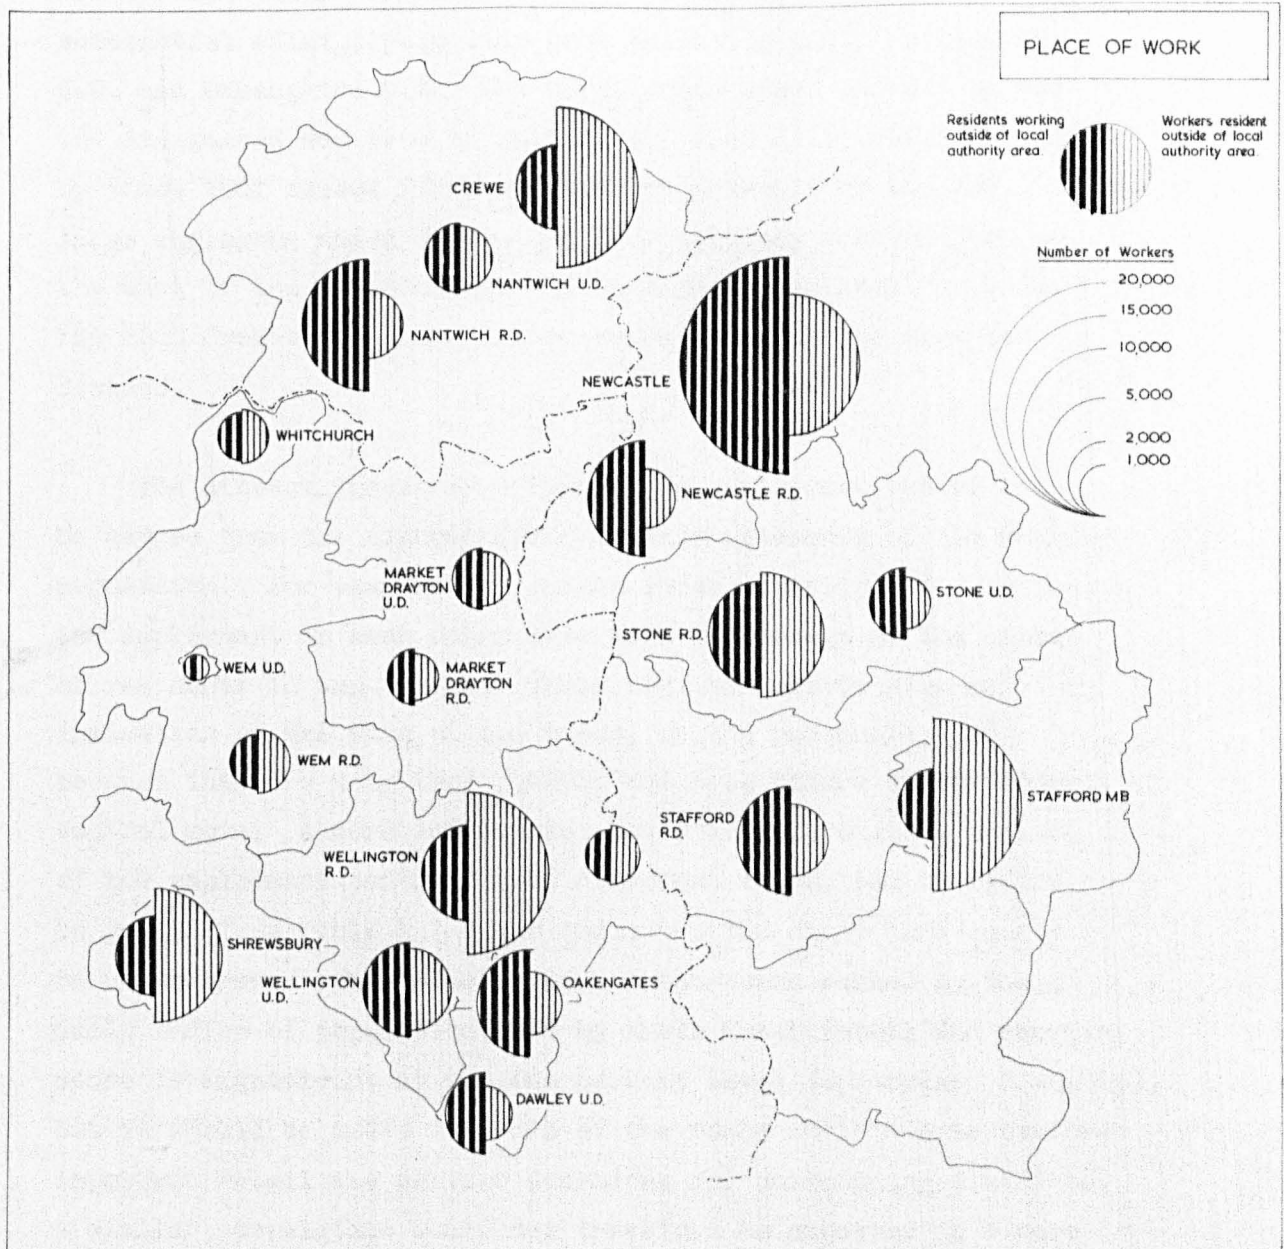 PLACE OF WORK
Residents working
outside of local
authority area.
Workers resident
outside of local
authority area.
Number of Workers
20,000
15,000
10,000
5,000
2,000
1,000
CREWE
NANTWICH U.D.
NANTWICH R.D.
NEWCASTLE
WHITCHURCH
NEWCASTLE R.D.
MARKET
DRAYTON
U.D.
STONE U.D.
STONE R.D.
WEM U.D.
MARKET
DRAYTON
R.D.
WEM R.D.
STAFFORD MB
STAFFORD
R.D.
WELLINGTON
R.D.
SHREWSBURY
WELLINGTON
U.D.
OAKENGATES
DAWLEY U.D.